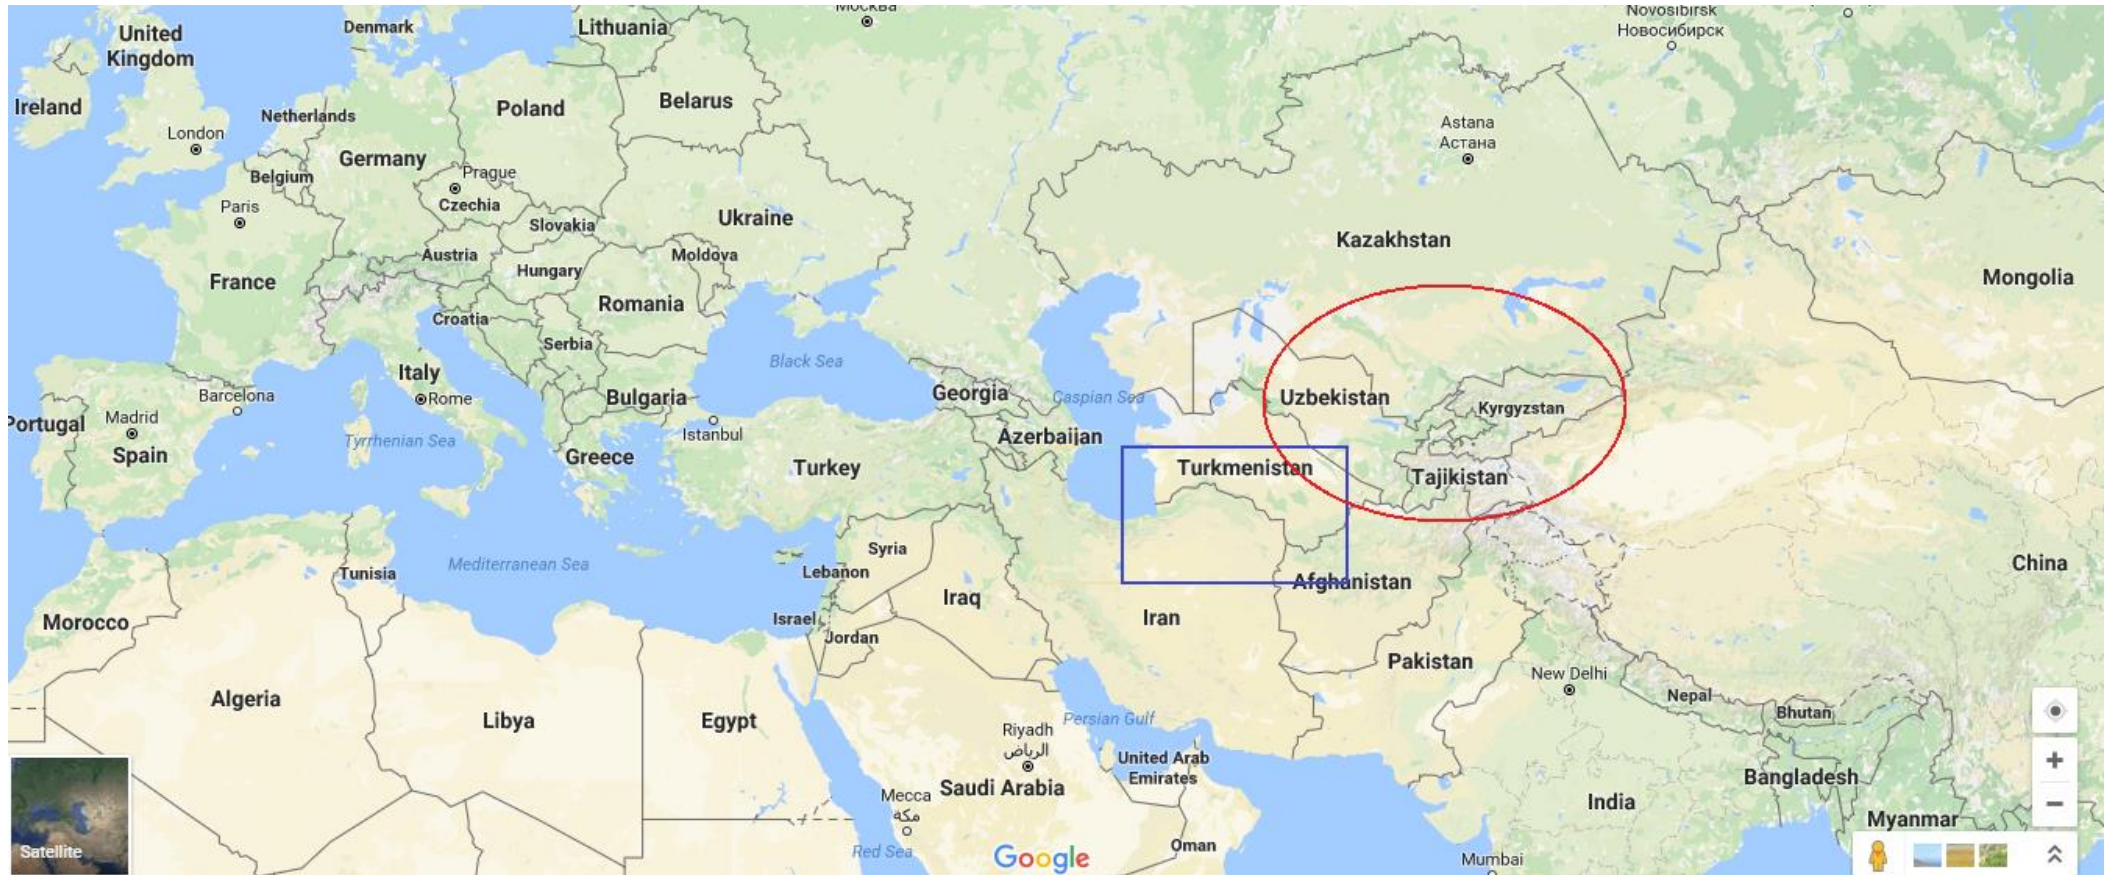 Москва
Novosibirsk
Новосибирск
United
Kingdom
Denmark
Lithuania
Ireland
Netherlands
Poland
Belarus
London
Astana
Астана
Germany
Belgium
Prague
Czechia
Paris
Slovakia
Ukraine
Kazakhstan
Austria
Moldova
Hungary
France
Mongolia
Romania
Croatia
Serbia
Black Sea
Italy
Georgia
Caspian Sea
Uzbekistan
Kyrgyzstan
Barcelona
Rome
Bulgaria
Portugal
Madrid
Istanbul
Azerbaijan
Tyrrhenian Sea
Spain
Greece
Turkey
Turkmenistan
Tajikistan
Syria
Mediterranean Sea
Tunisia
Lebanon
China
Afghanistan
Iraq
Morocco
Israel
Iran
Jordan
Pakistan
New Delhi
Algeria
Nepal
Libya
Egypt
Persian Gulf
Bhutan
Riyadh
الرياض
United Arab
Emirates
Saudi Arabia
Bangladesh
Mecca
مكة
India
Myanmar
Satellite
Red Sea
Google
Oman
Mumbai